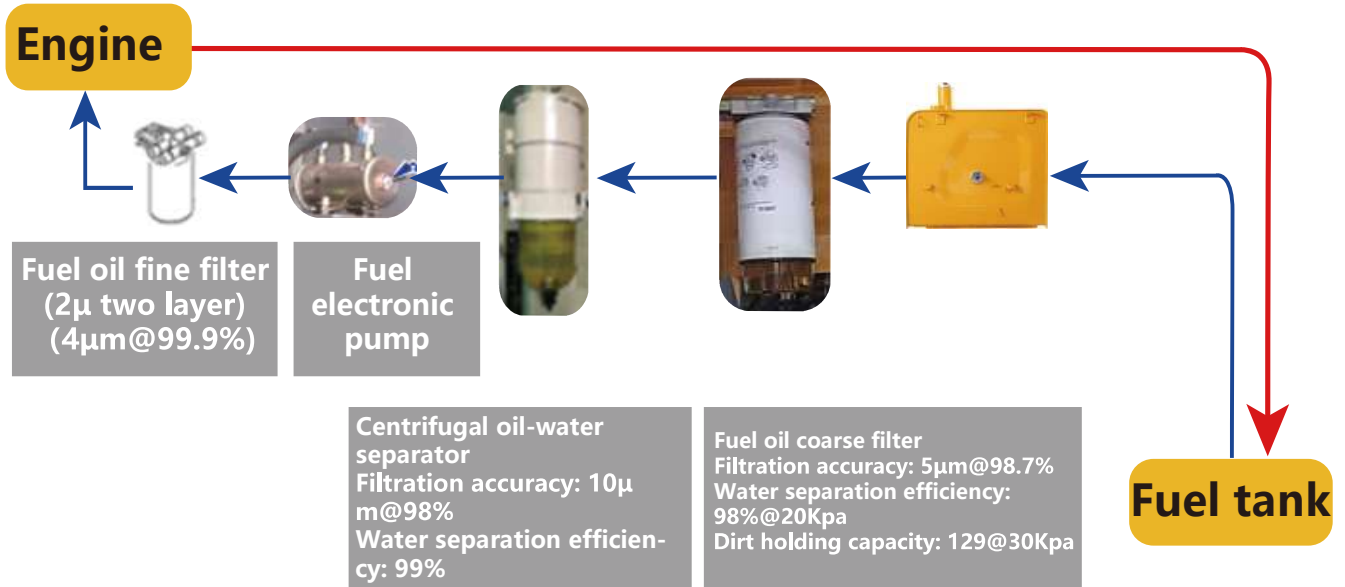 Engine
Fuel oil fine filter
(2μ two layer)
(4μm@99.9%)
Fuel
electronic
pump
Centrifugal oil-water
separator
Filtration accuracy: 10μ
m@98%
Water separation efficien-
cy: 99%
Fuel oil coarse filter
Filtration accuracy: 5μm@98.7%
Water separation efficiency:
98%@20Kpa
Dirt holding capacity: 129@30Kpa
Fuel tank